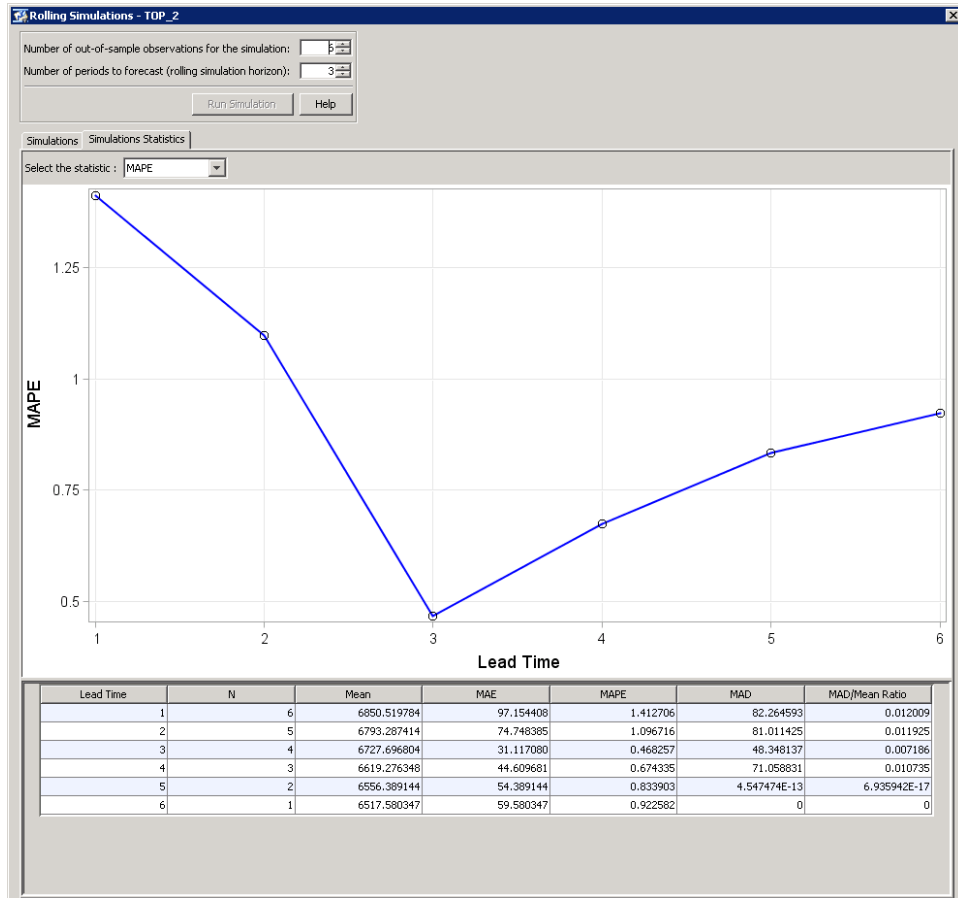 Rolling Simulations - TOP_2
Number of out-of-sample observations for the simulation: 6
Number of periods to forecast (rolling simulation horizon): 3
Run Simulation Help
Simulations Simulations Statistics
Select the statistic : MAPE
1.25
1
0.75
0.5
MAPE
1 2 3 4 5 6
Lead Time
Lead Time N Mean MAE MAPE MAD MAD/Mean Ratio
1 6 6850.519784 97.154408 1.412706 82.264593 0.012009
2 5 6793.287414 74.748385 1.096716 81.011425 0.011925
3 4 6727.696804 31.117080 0.468257 48.348137 0.007186
4 3 6619.276348 44.609681 0.674335 71.058831 0.010735
5 2 6556.389144 54.389144 0.833903 4.547474E-13 6.935942E-17
6 1 6517.580347 59.580347 0.922582 0 0